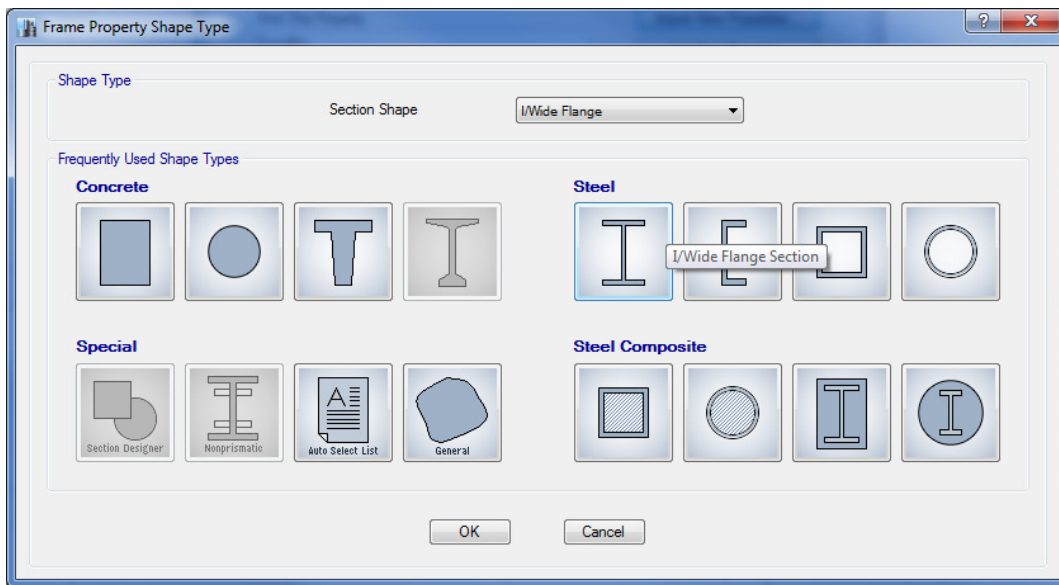 Frame Property Shape Type
Shape Type
Section Shape
I/Wide Flange
Frequently Used Shape Types
Concrete
Steel
I/Wide Flange Section
Special
Steel Composite
Section Designer
Nonprismatic
A
Auto Select List
General
OK
Cancel